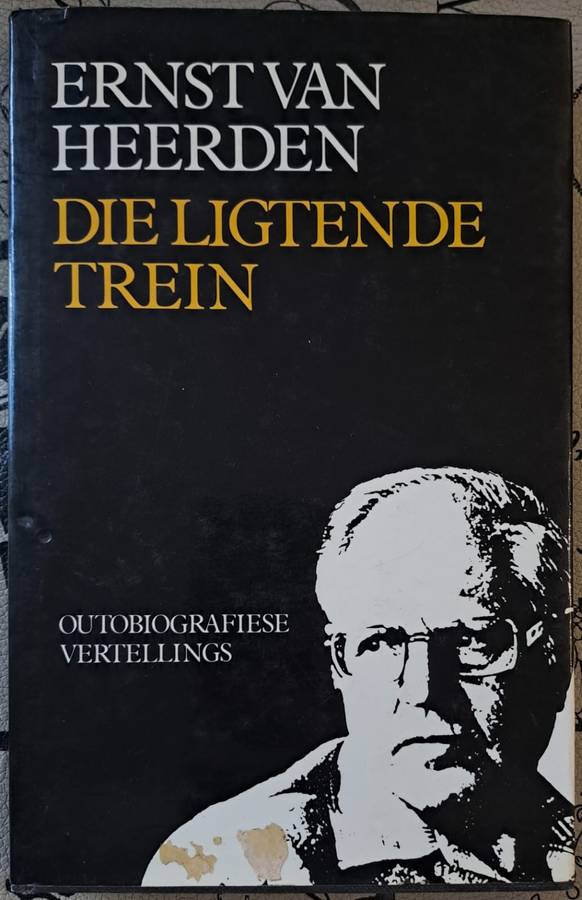 ERNST VAN
HEERDEN
DIE LIGTENDE
TREIN
OUTOBIOGRAFIESE
VERTELLINGS